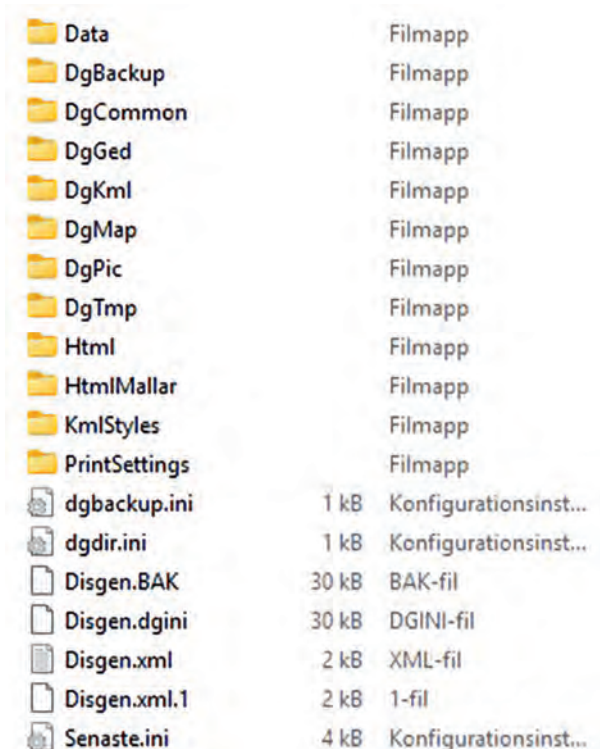 Data Filmapp
DgBackup Filmapp
DgCommon Filmapp
DgGed Filmapp
DgKml Filmapp
DgMap Filmapp
DgPic Filmapp
DgTmp Filmapp
Html Filmapp
HtmlMallar Filmapp
KmlStyles Filmapp
PrintSettings Filmapp
dgbackup.ini 1 kB Konfigurationsinst...
dgdir.ini 1 kB Konfigurationsinst...
Disgen.BAK 30 kB BAK-fil
Disgen.dgini 30 kB DGINI-fil
Disgen.xml 2 kB XML-fil
Disgen.xml.1 2 kB 1-fil
Senaste.ini 4 kB Konfigurationsinst...